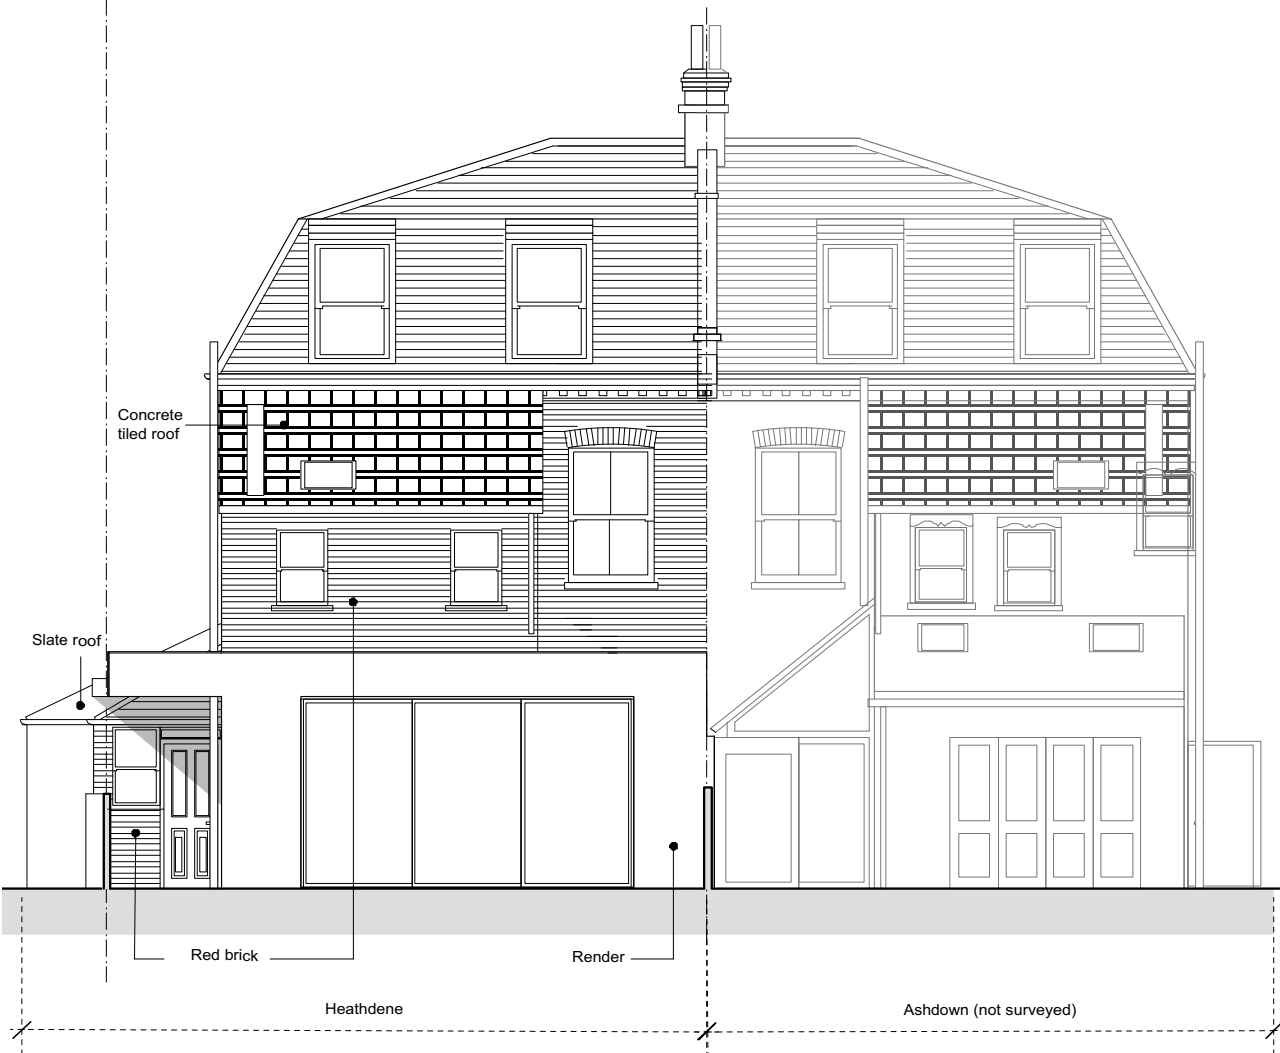 Concrete
tiled roof
Slate roof
Red brick
Render
Heathdene
Ashdown (not surveyed)